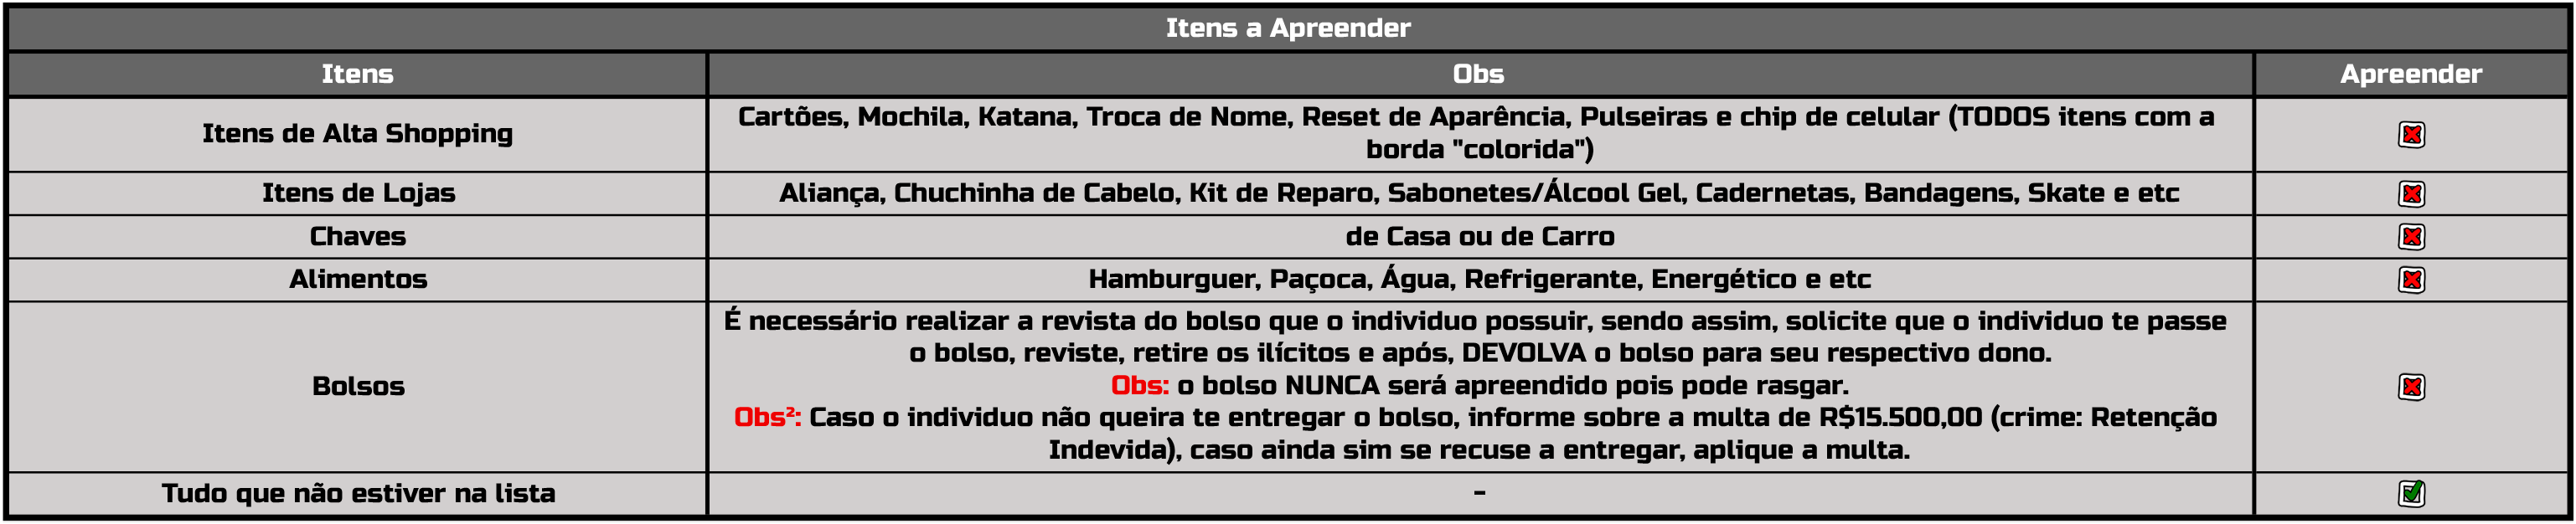 Itens a Apreender
Itens
Obs
Apreender
Itens de Alta Shopping
Cartões, Mochila, Katana, Troca de Nome, Reset de Aparência, Pulseiras e chip de celular (TODOS itens com a
borda "colorida")
Itens de Lojas
Aliança, Chuchinha de Cabelo, Kit de Reparo, Sabonetes/Álcool Gel, Cadernetas, Bandagens, Skate e etc
Chaves
de Casa ou de Carro
Alimentos
Hamburguer, Paçoca, Água, Refrigerante, Energético e etc
Bolsos
É necessário realizar a revista do bolso que o individuo possuir, sendo assim, solicite que o individuo te passe
o bolso, reviste, retire os ilícitos e após, DEVOLVA o bolso para seu respectivo dono.
Obs: o bolso NUNCA será apreendido pois pode rasgar.
Obs²: Caso o individuo não queira te entregar o bolso, informe sobre a multa de R$15.500,00 (crime: Retenção
Indevida), caso ainda sim se recuse a entregar, aplique a multa.
Tudo que não estiver na lista
-